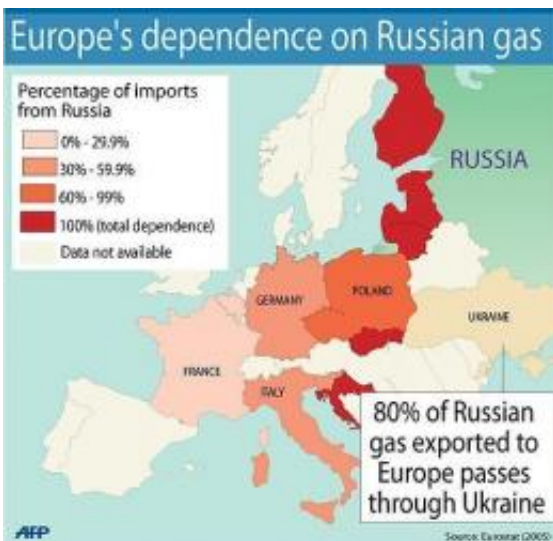 Europe's dependence on Russian gas
Percentage of imports
from Russia
0% - 29.9%
30% - 59.9%
60% - 99%
100% (total dependence)
Data not available
RUSSIA
GERMANY
POLAND
UKRAINE
FRANCE
ITALY
80% of Russian
gas exported to
Europe passes
through Ukraine
AFP
Source: Eurostat (2005)